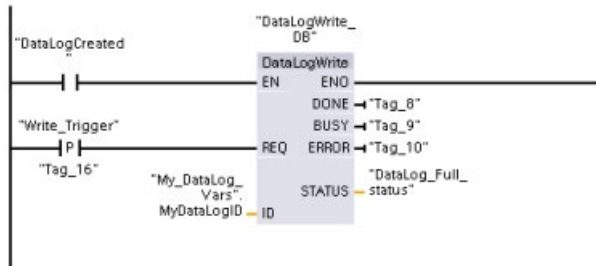 "DataLogWrite_
DB"
"DataLogCreated
"
DataLogWrite
EN ENO
DONE "Tag_8"
BUSY "Tag_9"
"Write_Trigger"
P
REQ ERROR "Tag_10"
"Tag_16"
"My_DataLog_
Vars".
MyDataLogID ID
"DataLog_Full_
STATUS status"